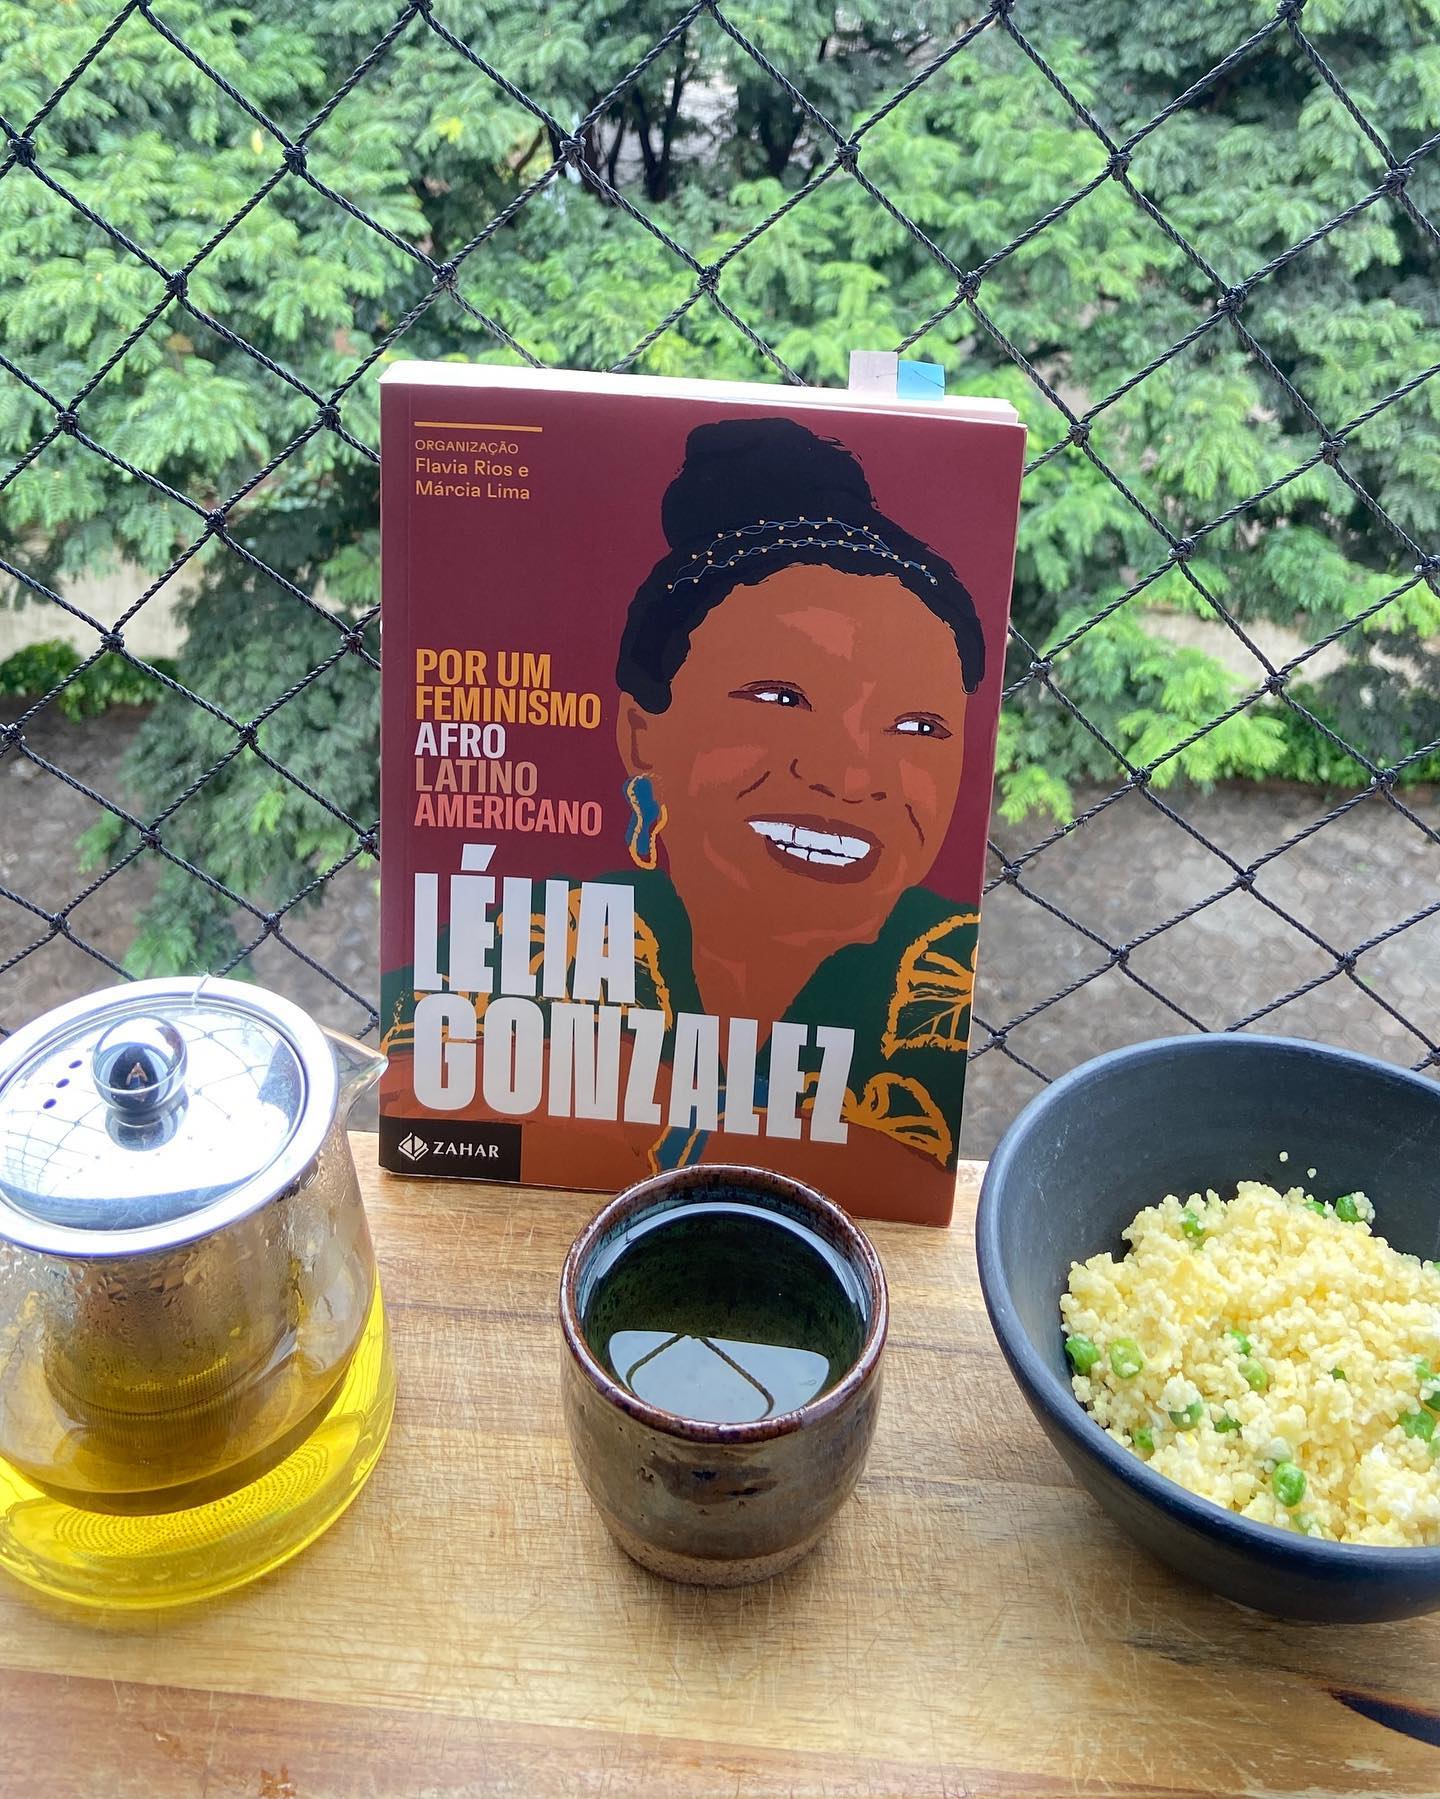 ORGANIZAÇÃO
Flavia Rios e
Márcia Lima
POR UM
FEMINISMO
AFRO
LATINO
AMERICANO
LÉLIA
GONZALEZ
ZAHAR